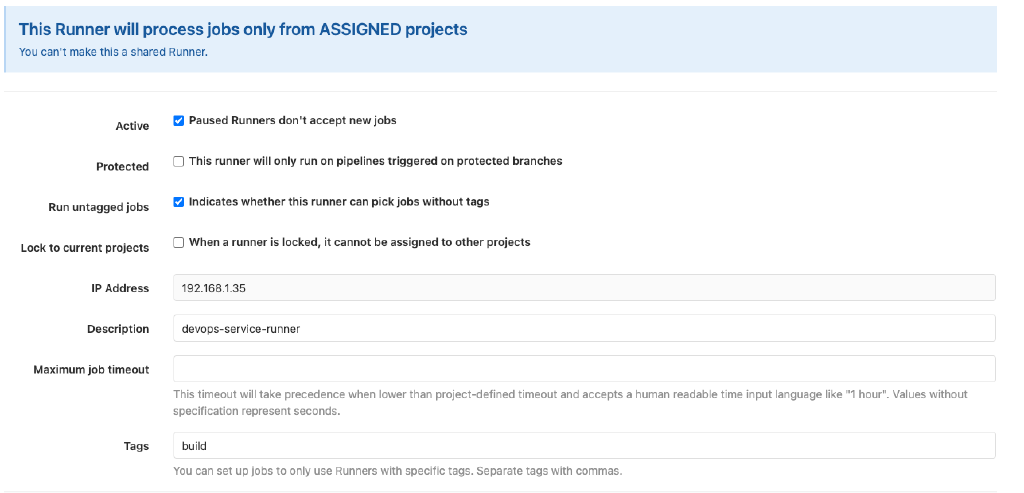 This Runner will process jobs only from ASSIGNED projects
You can't make this a shared Runner.
Active Paused Runners don't accept new jobs
Protected This runner will only run on pipelines triggered on protected branches
Run untagged jobs Indicates whether this runner can pick jobs without tags
Lock to current projects When a runner is locked, it cannot be assigned to other projects
IP Address 192.168.1.35
Description devops-service-runner
Maximum job timeout
This timeout will take precedence when lower than project-defined timeout and accepts a human readable time input language like "1 hour". Values without
specification represent seconds.
Tags build
You can set up jobs to only use Runners with specific tags. Separate tags with commas.